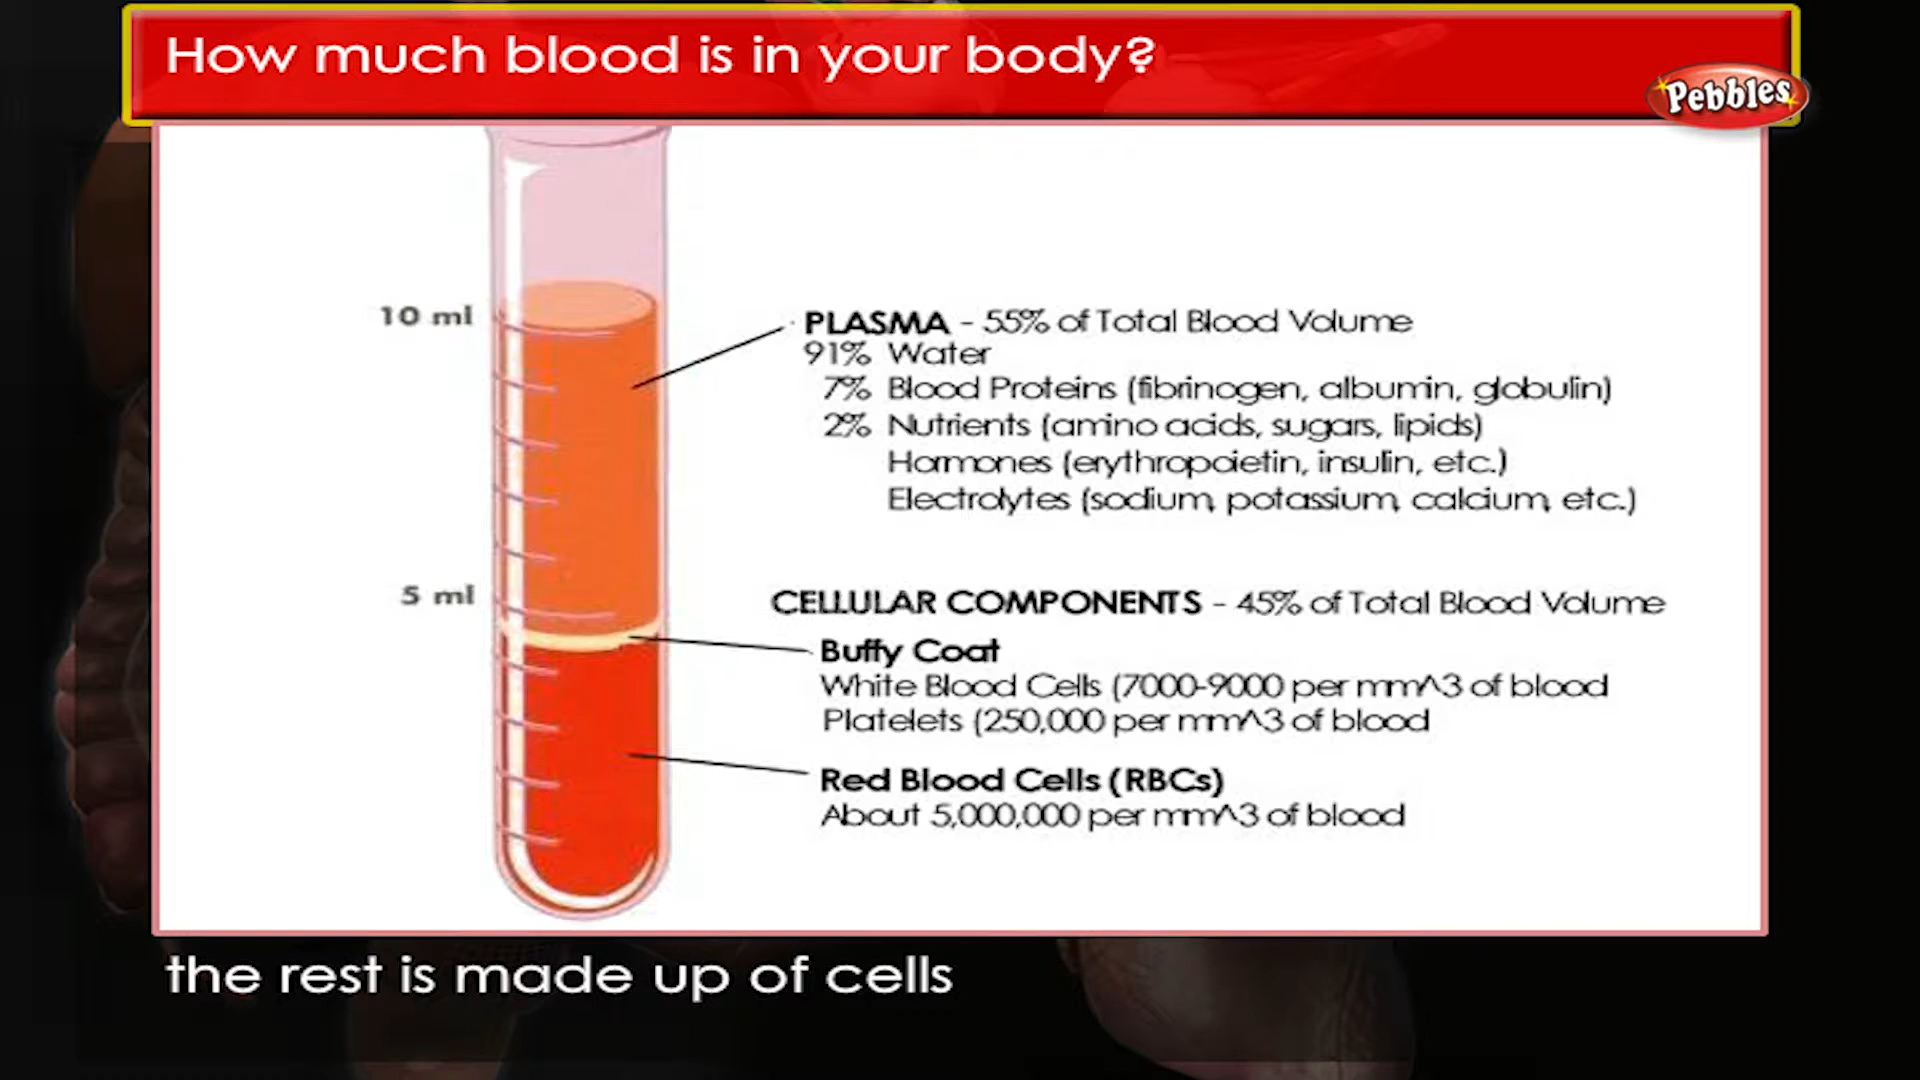 How much blood is in your body?
Pebbles
10 ml
PLASMA - 55% of Total Blood Volume
91% Water
7% Blood Proteins (fibrinogen, albumin, globulin)
2% Nutrients (amino acids, sugars, lipids)
Hormones (erythropoietin, insulin, etc.)
Electrolytes (sodium, potassium, calcium, etc.)
5 ml
CELLULAR COMPONENTS - 45% of Total Blood Volume
Buffy Coat
White Blood Cells (7000-9000 per mm^3 of blood
Platelets (250,000 per mm^3 of blood
Red Blood Cells (RBCs)
About 5,000,000 per mm^3 of blood
the rest is made up of cells